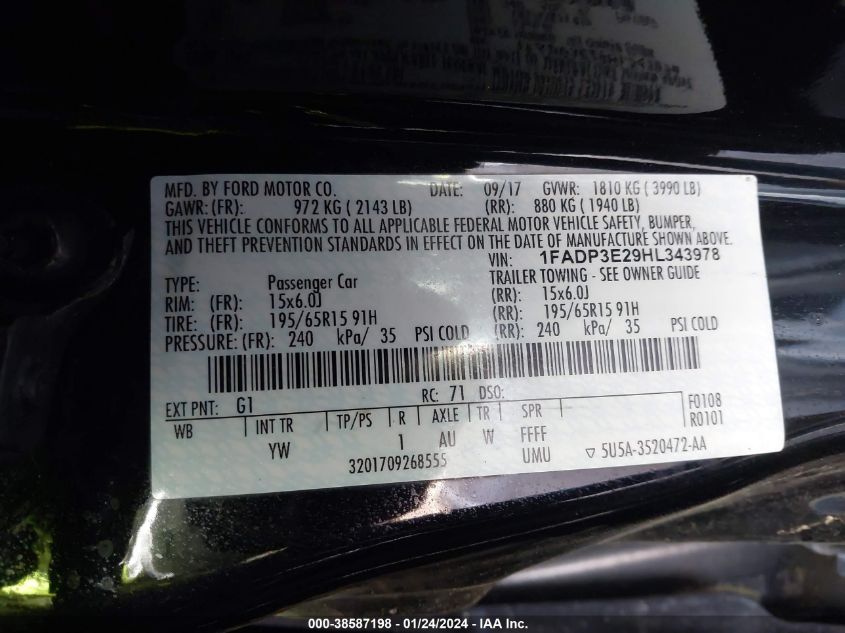 MFD. BY FORD MOTOR CO. DATE: 09/17 GVWR: 1810 KG ( 3990 LB)
GAWR: (FR): 972 KG ( 2143 LB) (RR): 880 KG ( 1940 LB)
THIS VEHICLE CONFORMS TO ALL APPLICABLE FEDERAL MOTOR VEHICLE SAFETY, BUMPER,
AND THEFT PREVENTION STANDARDS IN EFFECT ON THE DATE OF MANUFACTURE SHOWN ABOVE.
VIN: 1FADP3E29HL343978
TYPE: Passenger Car TRAILER TOWING - SEE OWNER GUIDE
RIM: (FR): 15x6.0J (RR): 15x6.0J
TIRE: (FR): 195/65R15 91H (RR): 195/65R15 91H
PRESSURE: (FR): 240 kPa/ 35 PSI COLD (RR): 240 kPa/ 35 PSI COLD
EXT PNT: G1 RC: 71 DSO: F0108
WB INT TR TP/PS R AXLE TR SPR R0101
YW 1 AU W FFFF
3201709268555 UMU ▽ 5U5A-3520472-AA
000-38587198 - 01/24/2024 - IAA Inc.